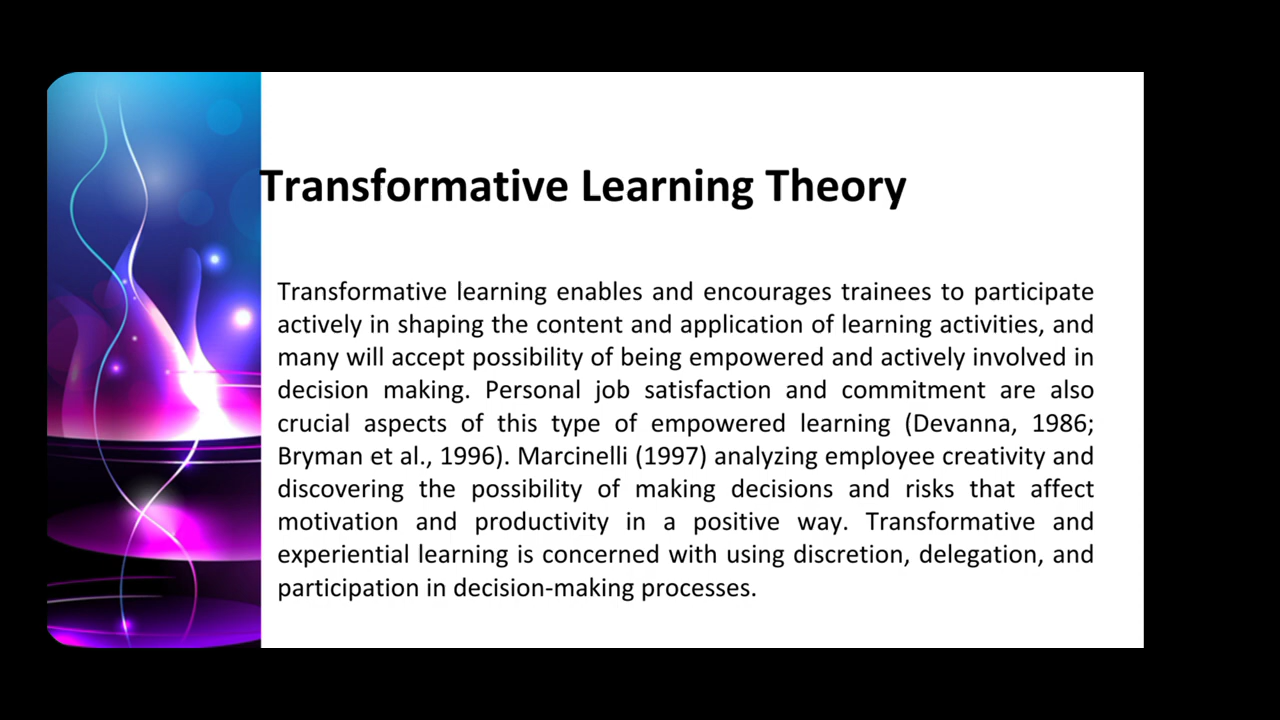 Transformative Learning Theory
Transformative learning enables and encourages trainees to participate
actively in shaping the content and application of learning activities, and
many will accept possibility of being empowered and actively involved in
decision making. Personal job satisfaction and commitment are also
crucial aspects of this type of empowered learning (Devanna, 1986;
Bryman et al., 1996). Marcinelli (1997) analyzing employee creativity and
discovering the possibility of making decisions and risks that affect
motivation and productivity in a positive way. Transformative and
experiential learning is concerned with using discretion, delegation, and
participation in decision-making processes.